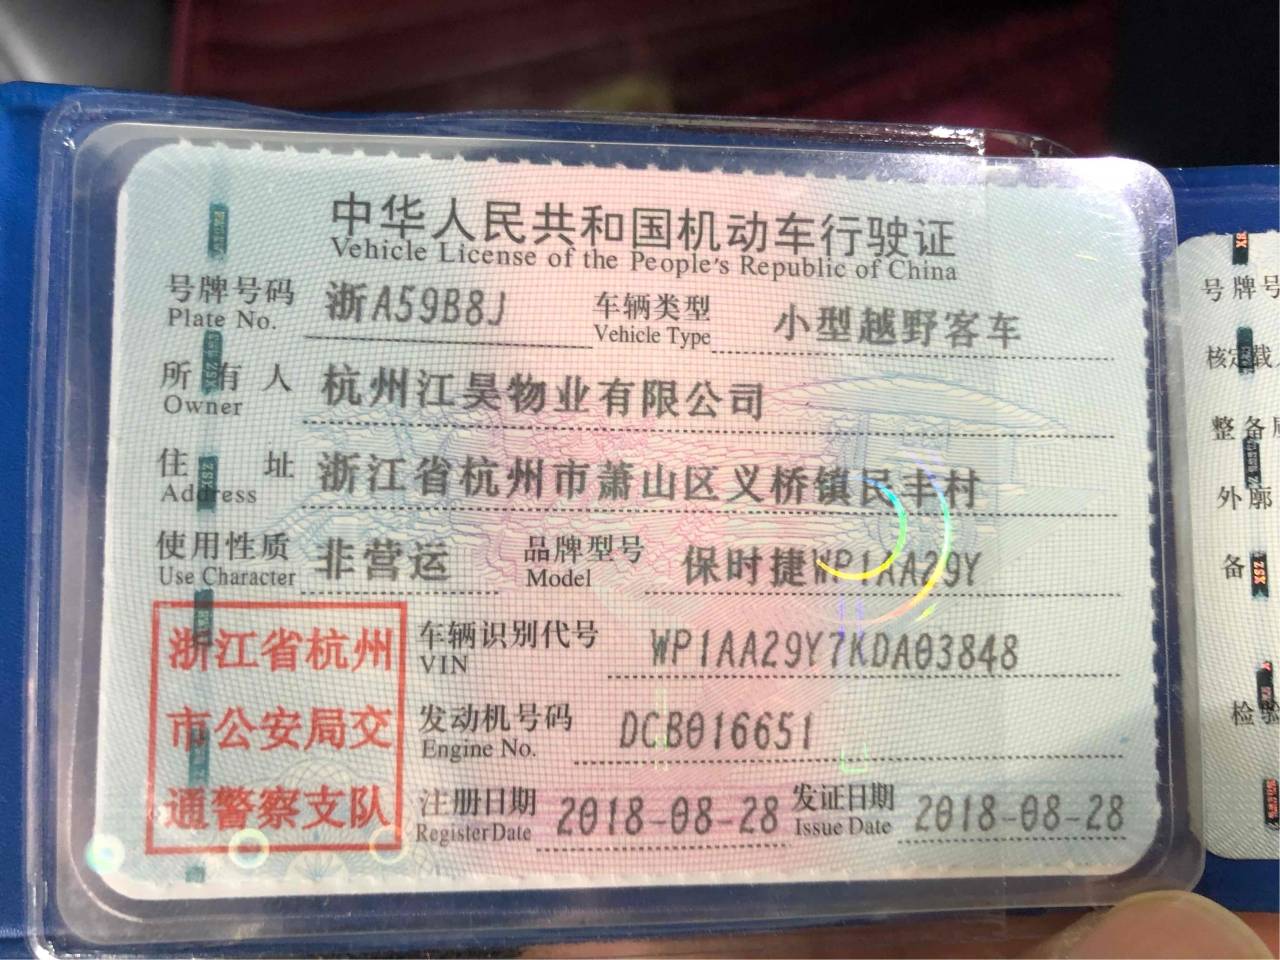 中华人民共和国机动车行驶证
Vehicle License of the People's Republic of China
号牌号码 浙A59B8J 车辆类型 小型越野客车
Plate No. Vehicle Type
所有人 杭州江昊物业有限公司
Owner
住址 浙江省杭州市萧山区义桥镇民丰村
Address
使用性质 非营运 品牌型号 保时捷WP1AA29Y
Use Character Model
浙江省杭州
市公安局交
通警察支队
车辆识别代号 WP1AA29Y7KDA03848
VIN
发动机号码 DCB016651
Engine No.
注册日期 2018-08-28 发证日期 2018-08-28
Register Date Issue Date
号牌号
核定载
整备
外廓
备
检验